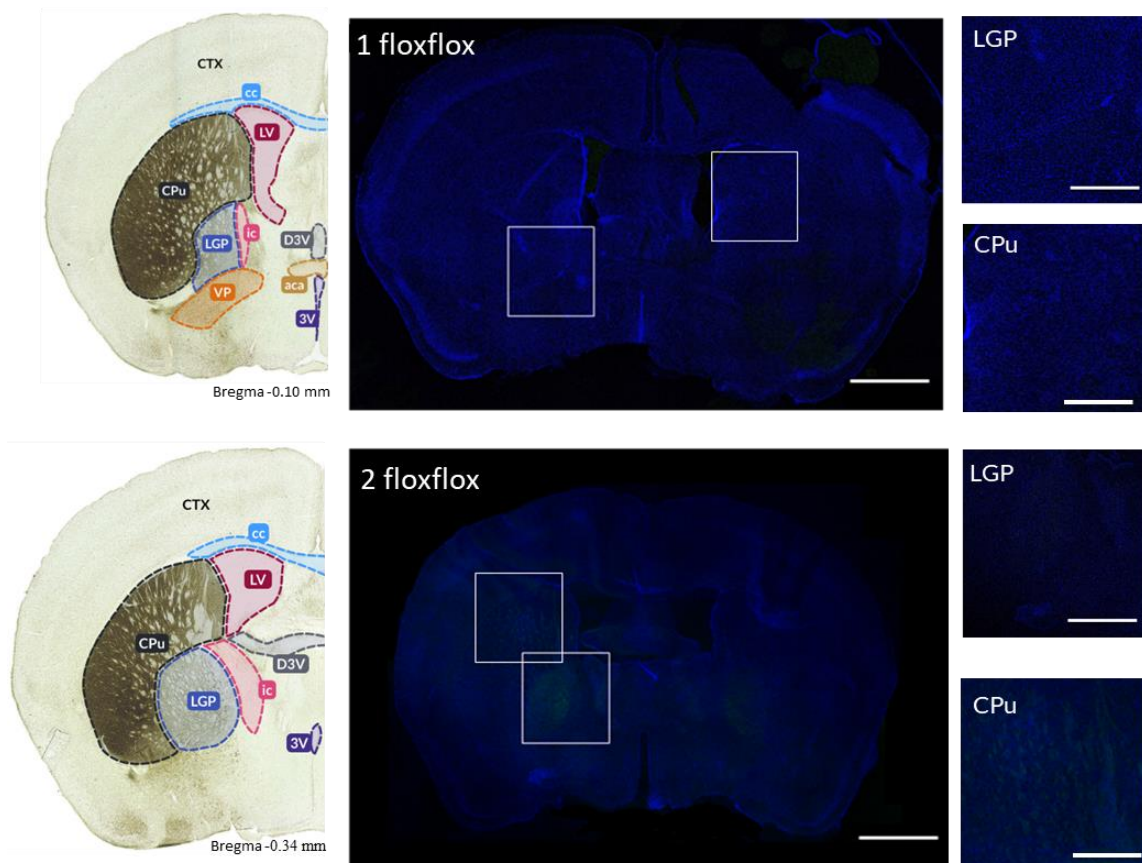 CTX
cc
LV
CPu
LGP
ic
D3V
VP
aca
3V
Bregma -0.10 mm
1 floxflox
LGP
CPu
CTX
cc
LV
CPu
D3V
LGP
ic
3V
Bregma -0.34 mm
2 floxflox
LGP
CPu